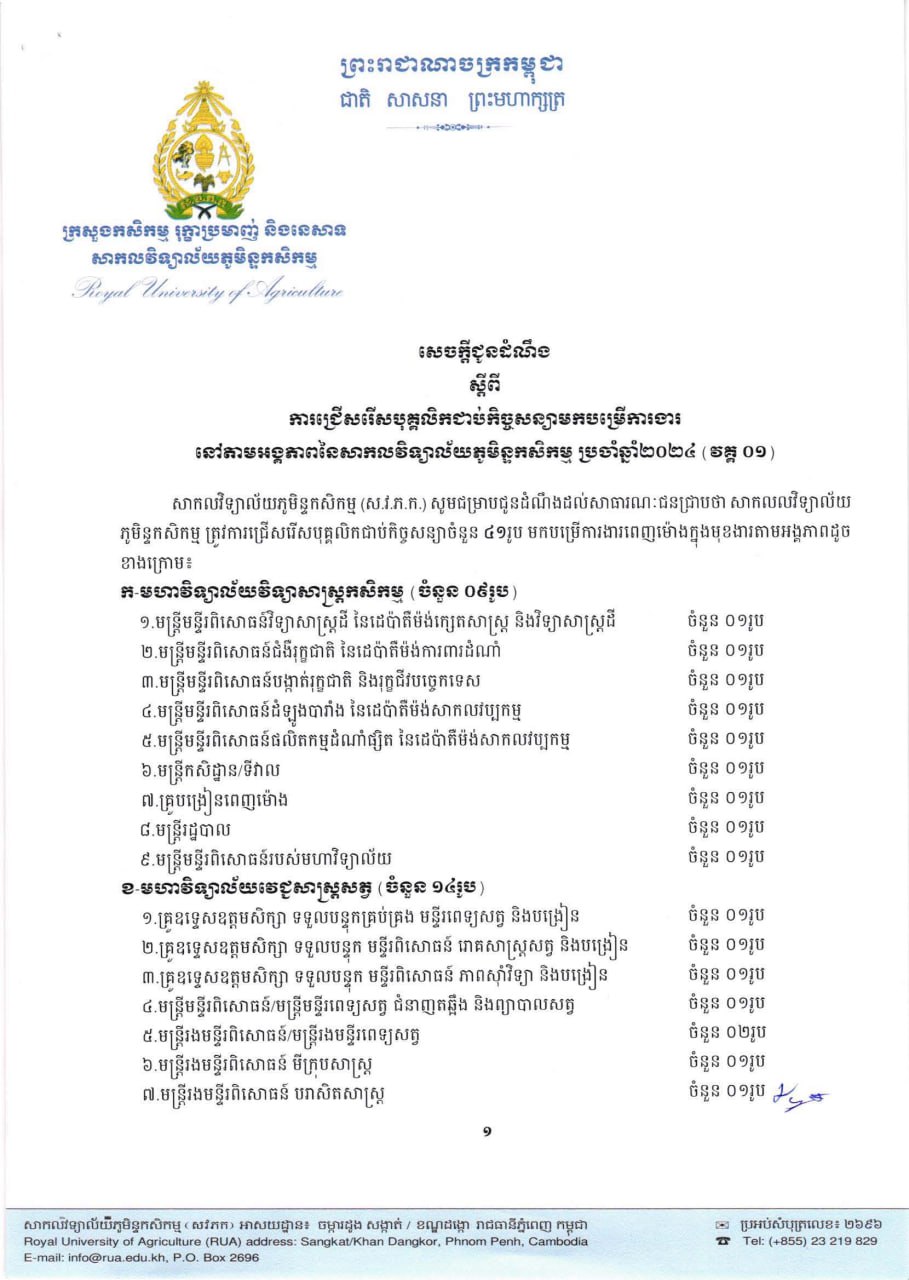 ព្រះរាជាណាចក្រកម្ពុជា
ជាតិ សាសនា ព្រះមហាក្សត្រ
ក្រសួងកសិកម្ម រុក្ខាប្រមាញ់ និងនេសាទ
សាកលវិទ្យាល័យភូមិន្ទកសិកម្ម
Royal University of Agriculture
សេចក្តីជូនដំណឹង
ស្តីពី
ការជ្រើសរើសបុគ្គលិកជាប់កិច្ចសន្យាមកបម្រើការងារ
នៅតាមអង្គភាពនៃសាកលវិទ្យាល័យភូមិន្ទកសិកម្ម ប្រចាំឆ្នាំ២០២៤ (វគ្គ ០១)
សាកលវិទ្យាល័យភូមិន្ទកសិកម្ម (ស.វ.ភ.ក.) សូមជម្រាបជូនដំណឹងដល់សាធារណៈជនជ្រាបថា សាកលលវិទ្យាល័យ
ភូមិន្ទកសិកម្ម ត្រូវការជ្រើសរើសបុគ្គលិកជាប់កិច្ចសន្យាចំនួន ៤១រូប មកបម្រើការងារពេញម៉ោងក្នុងមុខងារតាមអង្គភាពដូច
ខាងក្រោម៖
ក-មហាវិទ្យាល័យវិទ្យាសាស្ត្រកសិកម្ម (ចំនួន ០៩រូប)
១.មន្ត្រីមន្ទីរពិសោធន៍វិទ្យាសាស្ត្រដី នៃដេប៉ាតឺម៉ង់ក្សេតសាស្ត្រ និងវិទ្យាសាស្ត្រដី ចំនួន ០១រូប
២.មន្ត្រីមន្ទីរពិសោធន៍ជំងឺរុក្ខជាតិ នៃដេប៉ាតឺម៉ង់ការពារដំណាំ ចំនួន ០១រូប
៣.មន្ត្រីមន្ទីរពិសោធន៍បង្កាត់រុក្ខជាតិ និងរុក្ខជីវបច្ចេកទេស ចំនួន ០១រូប
៤.មន្ត្រីមន្ទីរពិសោធន៍ដំឡូងបារាំង នៃដេប៉ាតឺម៉ង់សាកលវប្បកម្ម ចំនួន ០១រូប
៥.មន្ត្រីមន្ទីរពិសោធន៍ផលិតកម្មដំណាំផ្សិត នៃដេប៉ាតឺម៉ង់សាកលវប្បកម្ម ចំនួន ០១រូប
៦.មន្ត្រីកសិដ្ឋាន/ទីវាល ចំនួន ០១រូប
៧.គ្រូបង្រៀនពេញម៉ោង ចំនួន ០១រូប
៨.មន្ត្រីរដ្ឋបាល ចំនួន ០១រូប
៩.មន្ត្រីមន្ទីរពិសោធន៍របស់មហាវិទ្យាល័យ ចំនួន ០១រូប
ខ-មហាវិទ្យាល័យវេជ្ជសាស្ត្រសត្វ (ចំនួន ១៤រូប)
១.គ្រូឧទ្ទេសឧត្តមសិក្សា ទទួលបន្ទុកគ្រប់គ្រង មន្ទីរពេទ្យសត្វ និងបង្រៀន ចំនួន ០១រូប
២.គ្រូឧទ្ទេសឧត្តមសិក្សា ទទួលបន្ទុក មន្ទីរពិសោធន៍ រោគសាស្ត្រសត្វ និងបង្រៀន ចំនួន ០១រូប
៣.គ្រូឧទ្ទេសឧត្តមសិក្សា ទទួលបន្ទុក មន្ទីរពិសោធន៍ ភាពស៊ាំវិទ្យា និងបង្រៀន ចំនួន ០១រូប
៤.មន្ត្រីមន្ទីរពិសោធន៍/មន្ត្រីមន្ទីរពេទ្យសត្វ ជំនាញតឆ្អឹង និងព្យាបាលសត្វ ចំនួន ០១រូប
៥.មន្ត្រីរងមន្ទីរពិសោធន៍/មន្ត្រីរងមន្ទីរពេទ្យសត្វ ចំនួន ០២រូប
៦.មន្ត្រីរងមន្ទីរពិសោធន៍ មីក្រុបសាស្ត្រ ចំនួន ០១រូប
៧.មន្ត្រីរងមន្ទីរពិសោធន៍ បរាសិតសាស្ត្រ ចំនួន ០១រូប
១
សាកលវិទ្យាល័យភូមិន្ទកសិកម្ម (សវភក) អាសយដ្ឋាន៖ ចម្ការដូង សង្កាត់ / ខណ្ឌដង្កោ រាជធានីភ្នំពេញ កម្ពុជា ប្រអប់សំបុត្រលេខ៖ ២៦៩៦
Royal University of Agriculture (RUA) address: Sangkat/Khan Dangkor, Phnom Penh, Cambodia Tel: (+855) 23 219 829
E-mail: info@rua.edu.kh, P.O. Box 2696